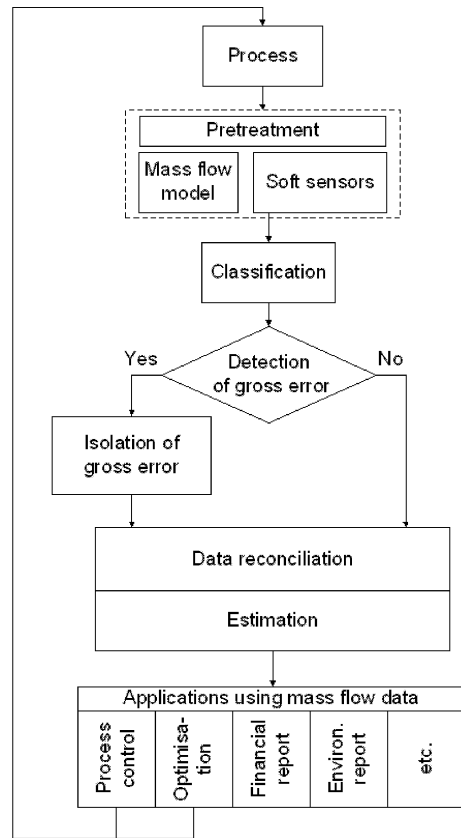 Process
Pretreatment
Mass flow
model
Soft sensors
Classification
Yes
Detection
of gross error
No
Isolation of
gross error
Data reconciliation
Estimation
Applications using mass flow data
Process
control
Optimisa-
tion
Financial
report
Environ.
report
etc.